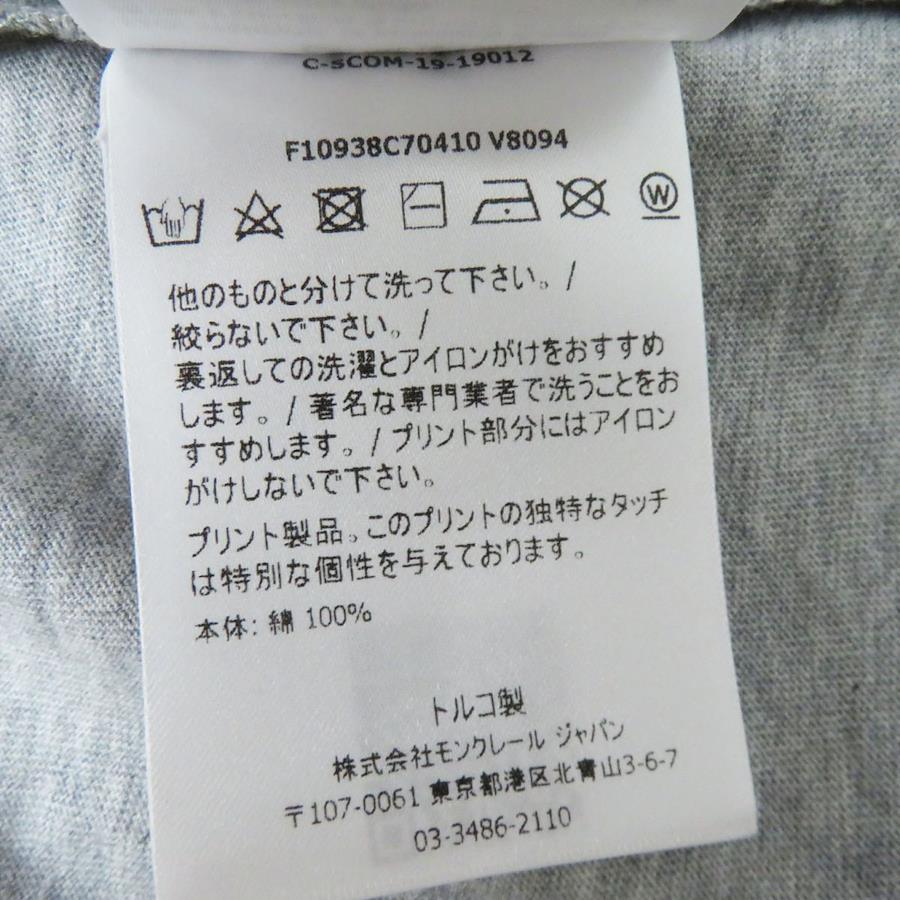 C-SCOM-19-19012
F10938C70410 V8094
W
他のものと分けて洗って下さい。/
絞らないで下さい。/
裏返しての洗濯とアイロンがけをおすすめ
します。/ 著名な専門業者で洗うことをお
すすめします。/ プリント部分にはアイロン
がけしないで下さい。
プリント製品。このプリントの独特なタッチ
は特別な個性を与えております。
本体: 綿 100%
トルコ製
株式会社モンクレール ジャパン
〒107-0061 東京都港区北青山3-6-7
03-3486-2110